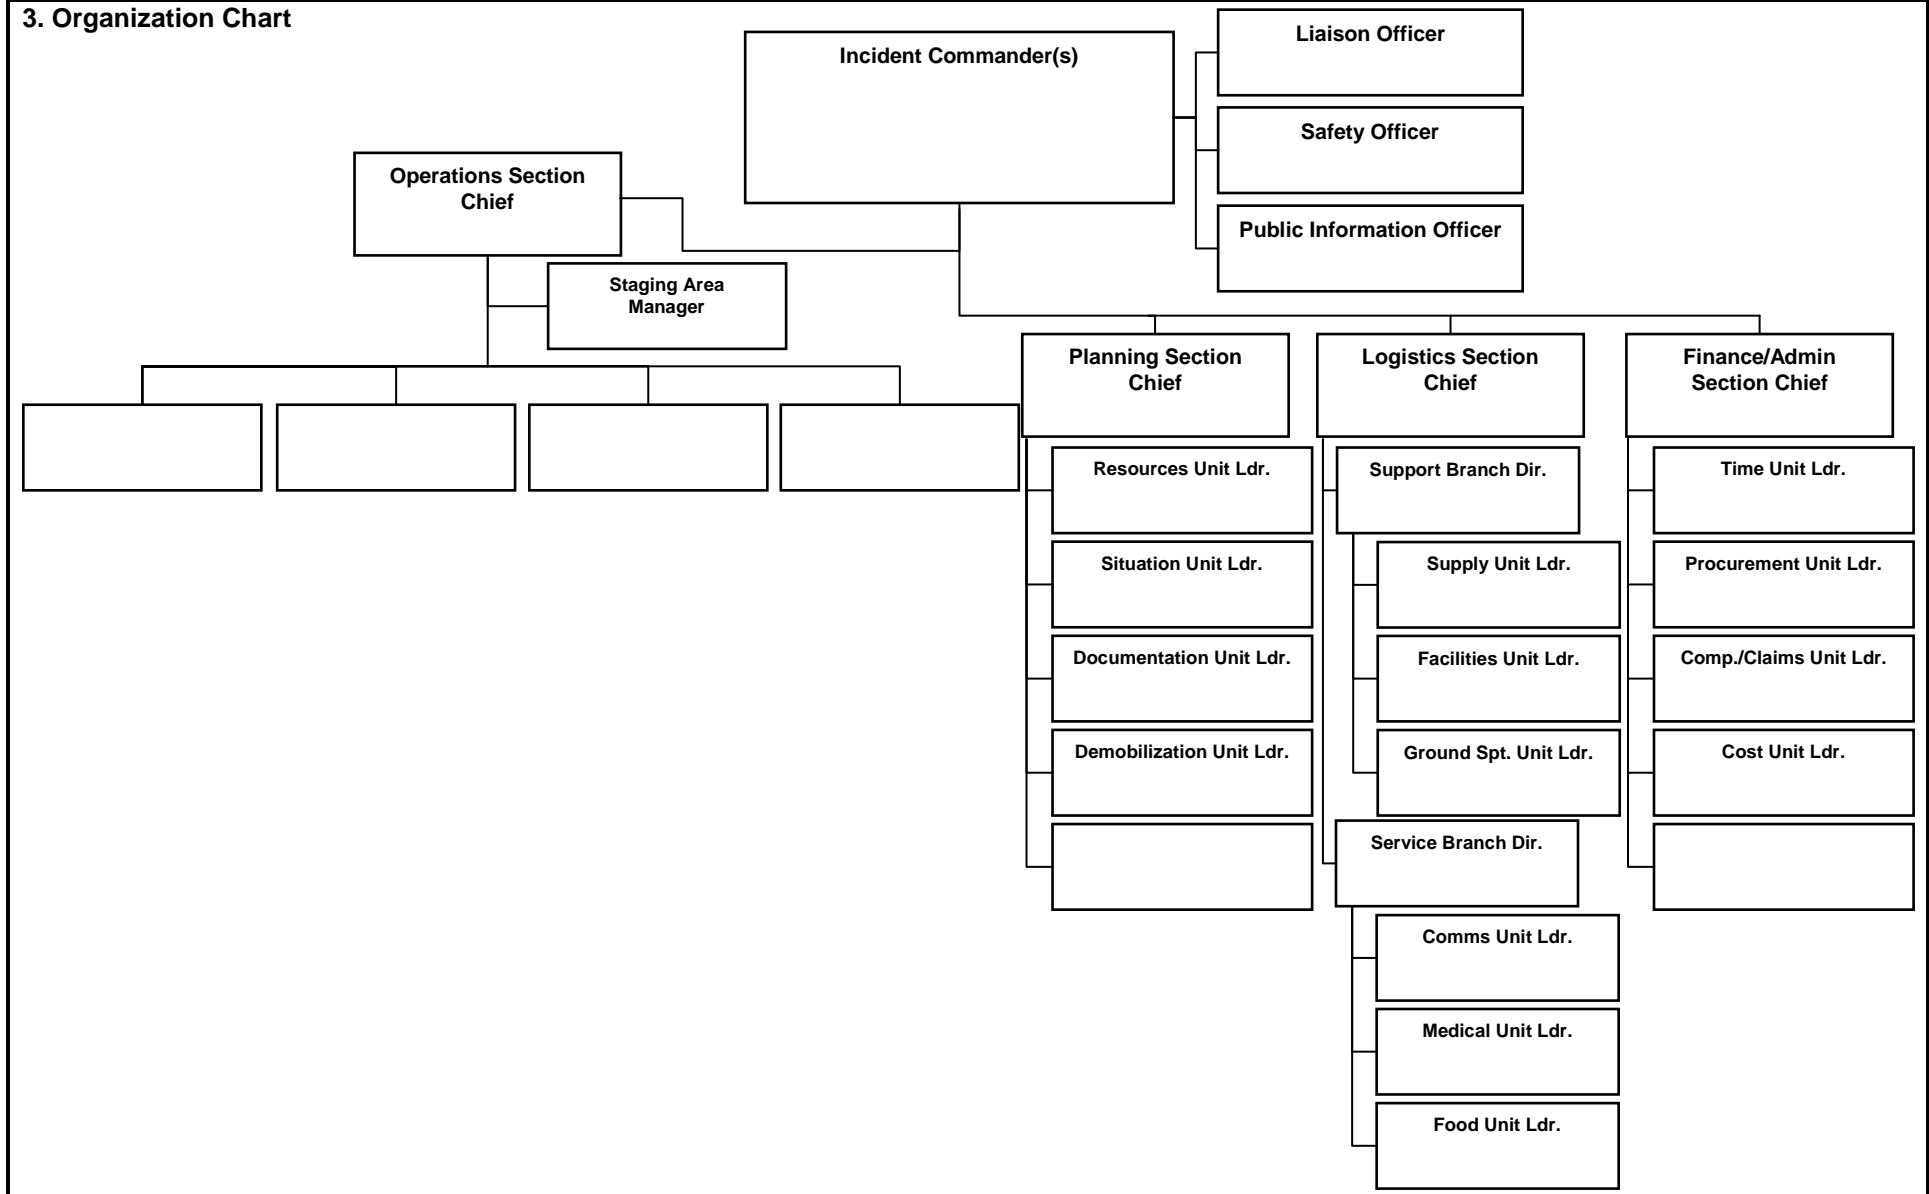 3. Organization Chart
Incident Commander(s)
Liaison Officer
Safety Officer
Public Information Officer
Operations Section
Chief
Staging Area
Manager
Planning Section
Chief
Resources Unit Ldr.
Situation Unit Ldr.
Documentation Unit Ldr.
Demobilization Unit Ldr.
Logistics Section
Chief
Support Branch Dir.
Supply Unit Ldr.
Facilities Unit Ldr.
Ground Spt. Unit Ldr.
Service Branch Dir.
Comms Unit Ldr.
Medical Unit Ldr.
Food Unit Ldr.
Finance/Admin
Section Chief
Time Unit Ldr.
Procurement Unit Ldr.
Comp./Claims Unit Ldr.
Cost Unit Ldr.